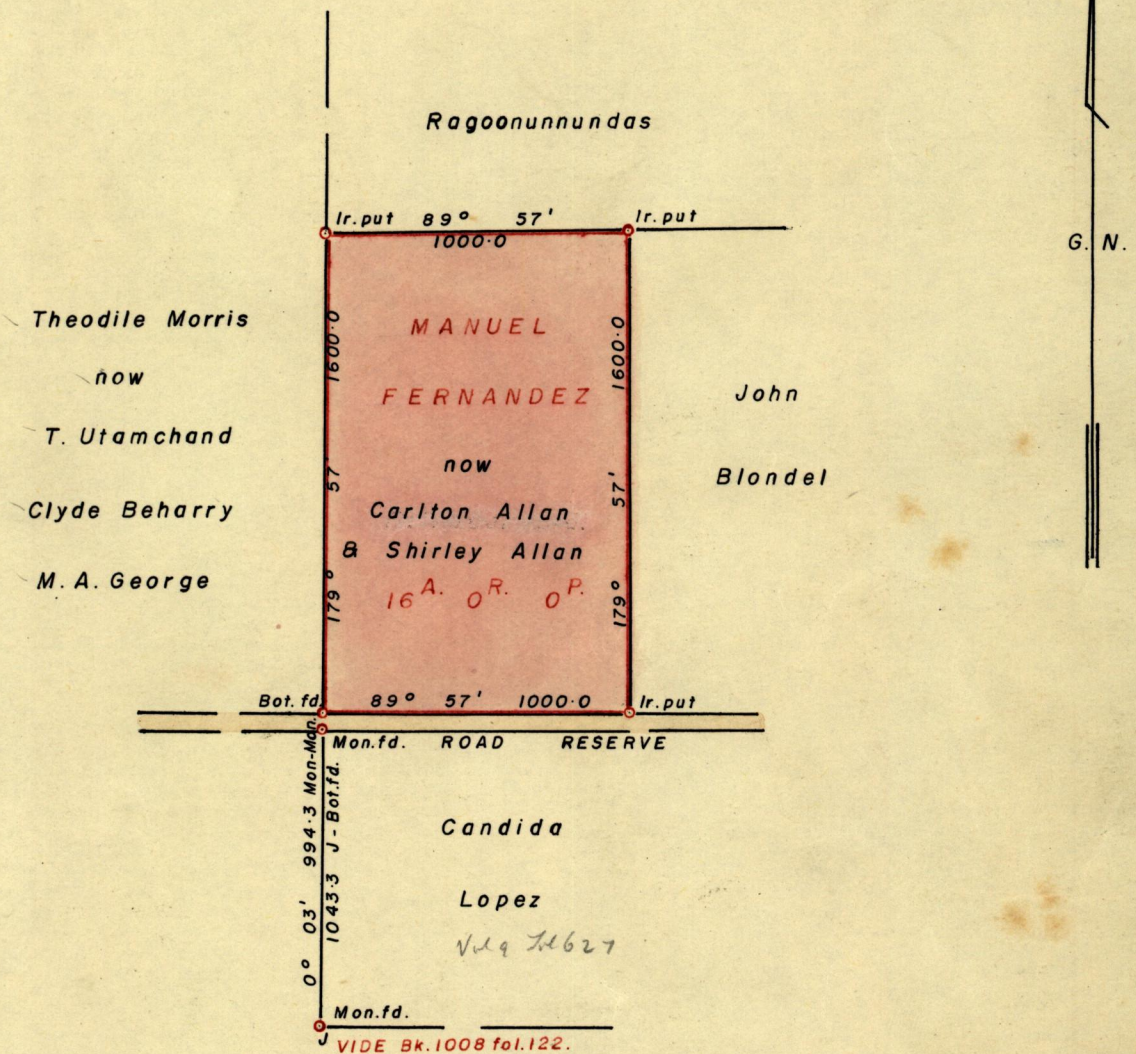 Ragoonunnundas
Ir. put 89° 57' Ir. put
1000·0
G. N.
Theodile Morris
now
T. Utamchand
Clyde Beharry
M. A. George
179° 57 1600·0
MANUEL
FERNANDEZ
now
Carlton Allan
& Shirley Allan
16A. 0R. 0P.
179° 57' 1600·0
John
Blondel
Bot. fd. 89° 57' 1000·0 Ir. put
Mon. fd. ROAD RESERVE
0° 03' 994·3 Mon-Mon.
1043·3 J - Bot. fd.
Candida
Lopez
Mon. fd.
J
VIDE Bk. 1008 fol. 122.